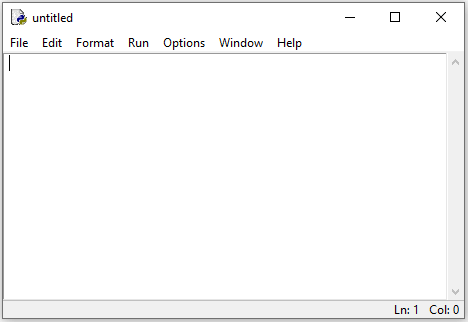 untitled
File Edit Format Run Options Window Help
Ln: 1 Col: 0